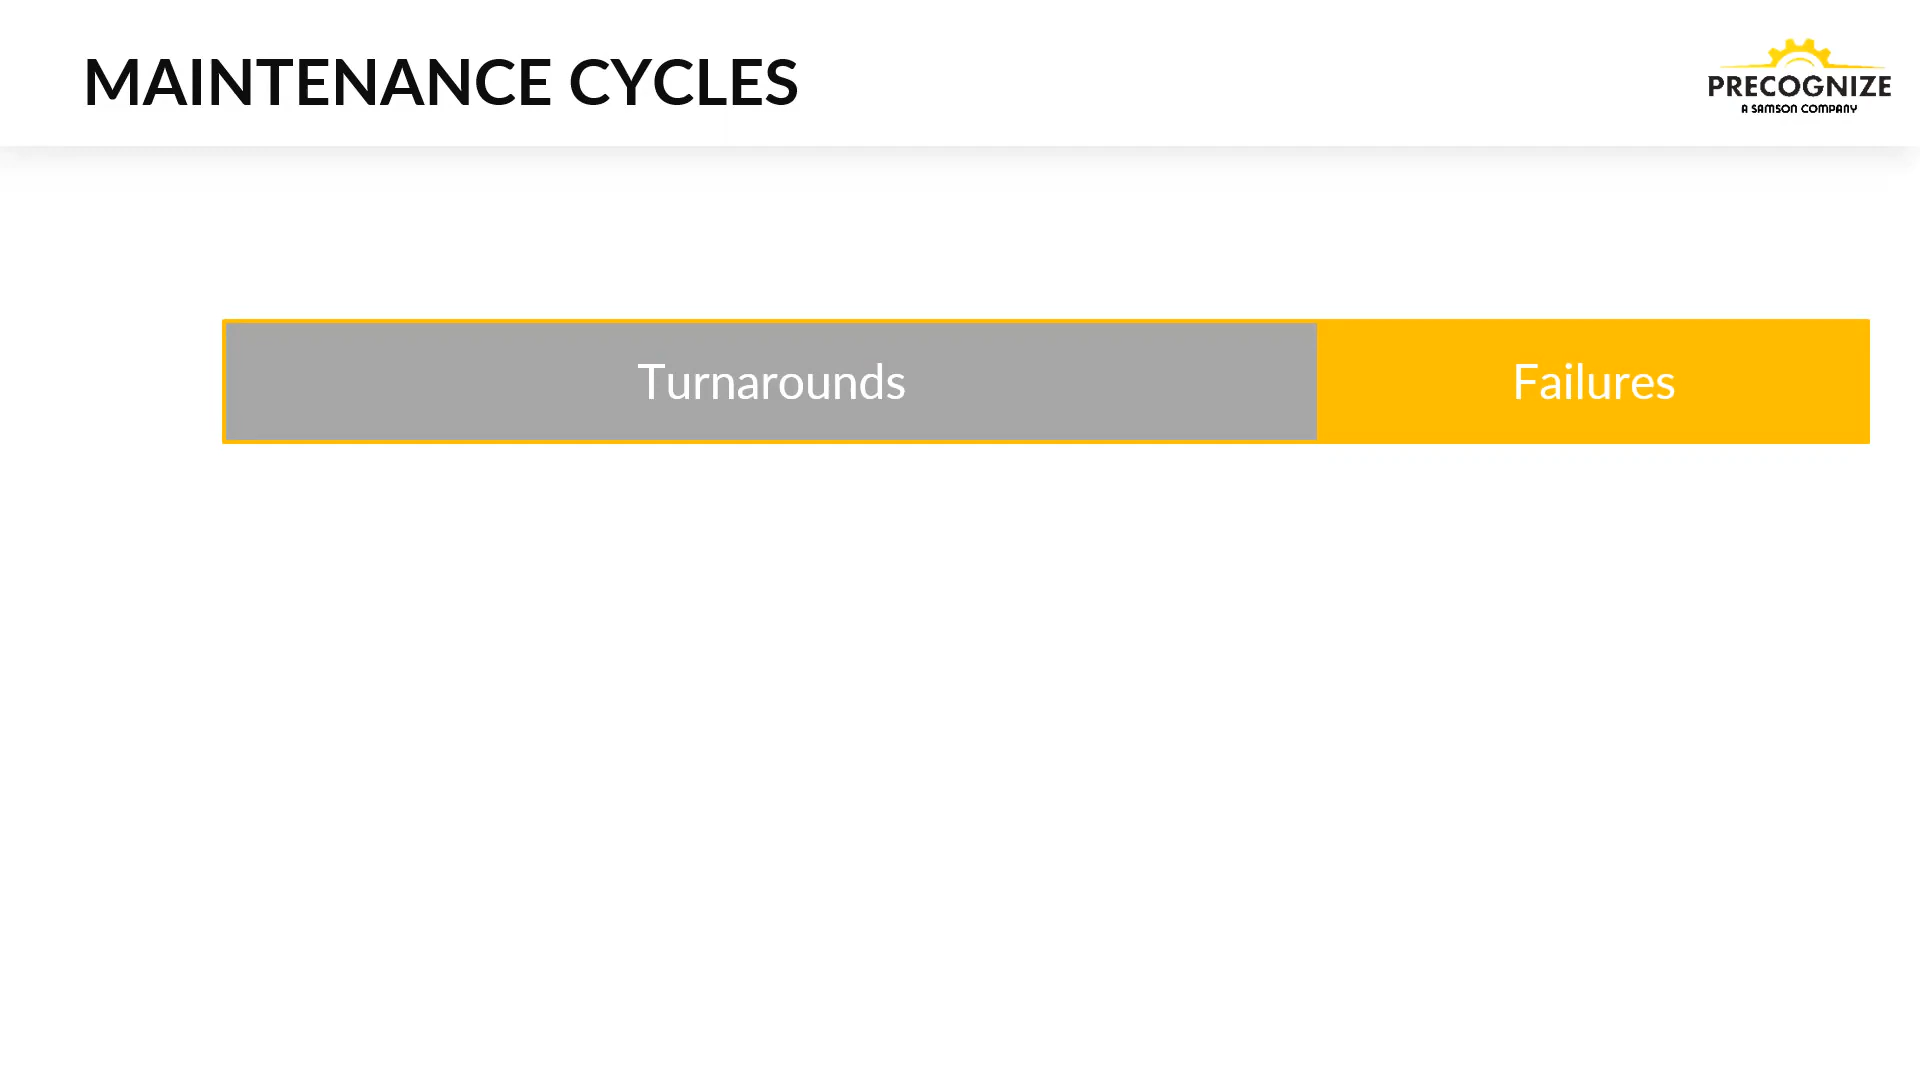 MAINTENANCE CYCLES
PRECOGNIZE
A SAMSON COMPANY
Turnarounds
Failures